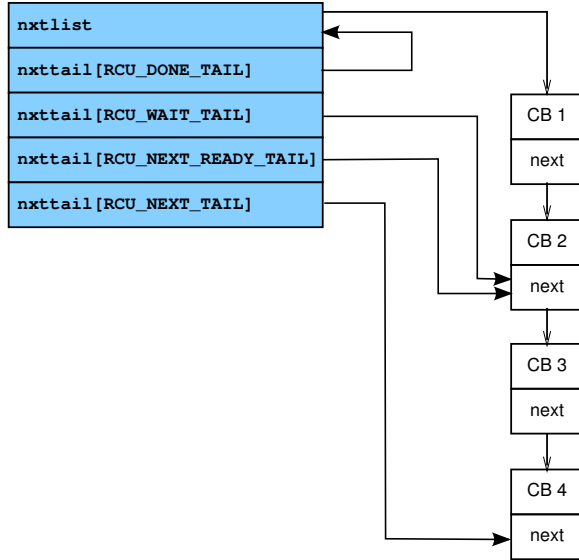 nxtlist
nxttail[RCU_DONE_TAIL]
nxttail[RCU_WAIT_TAIL]
nxttail[RCU_NEXT_READY_TAIL]
nxttail[RCU_NEXT_TAIL]
CB 1
next
CB 2
next
CB 3
next
CB 4
next